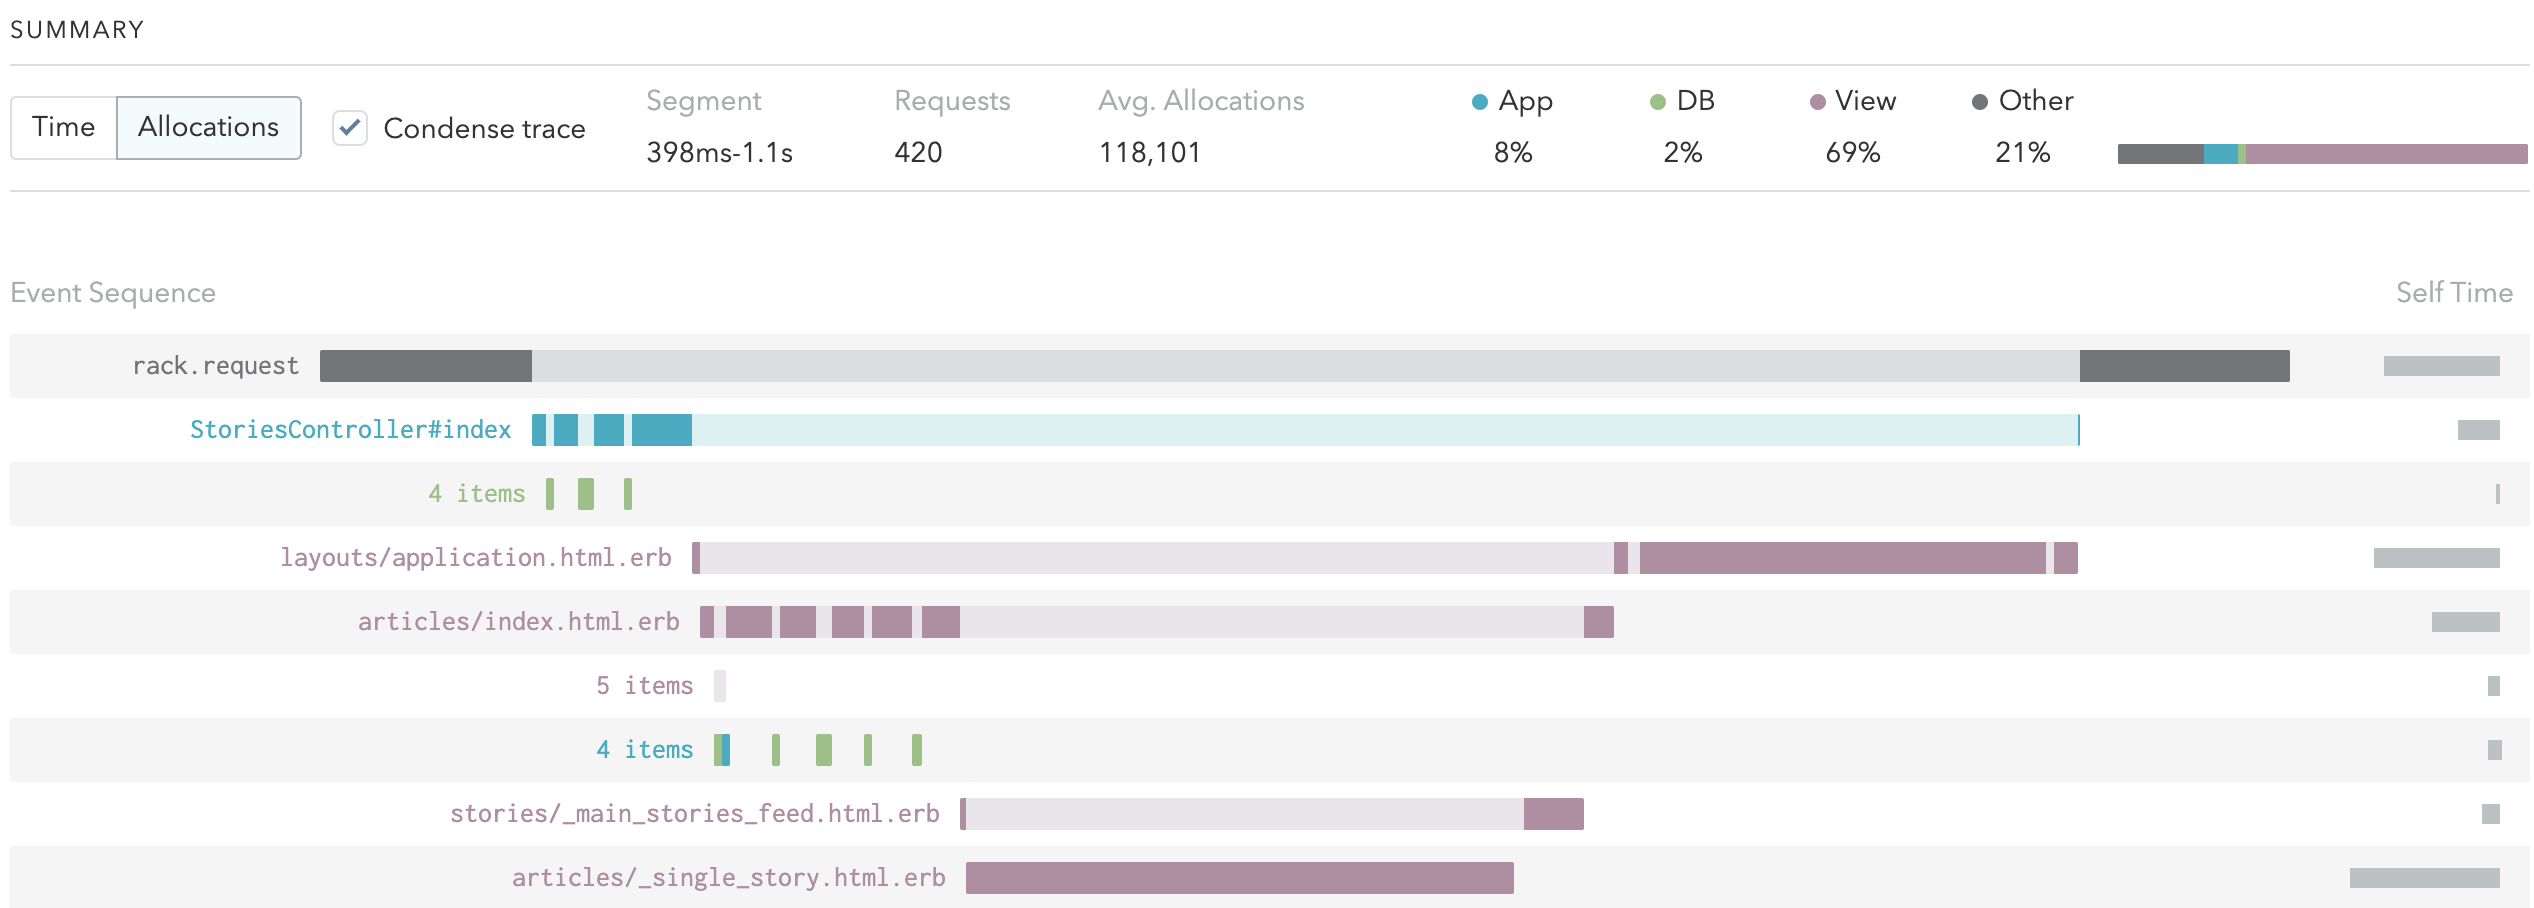 SUMMARY
Time Allocations Condense trace
Segment Requests Avg. Allocations App DB View Other
398ms-1.1s 420 118,101 8% 2% 69% 21%
Event Sequence Self Time
rack.request
StoriesController#index
4 items
layouts/application.html.erb
articles/index.html.erb
5 items
4 items
stories/_main_stories_feed.html.erb
articles/_single_story.html.erb